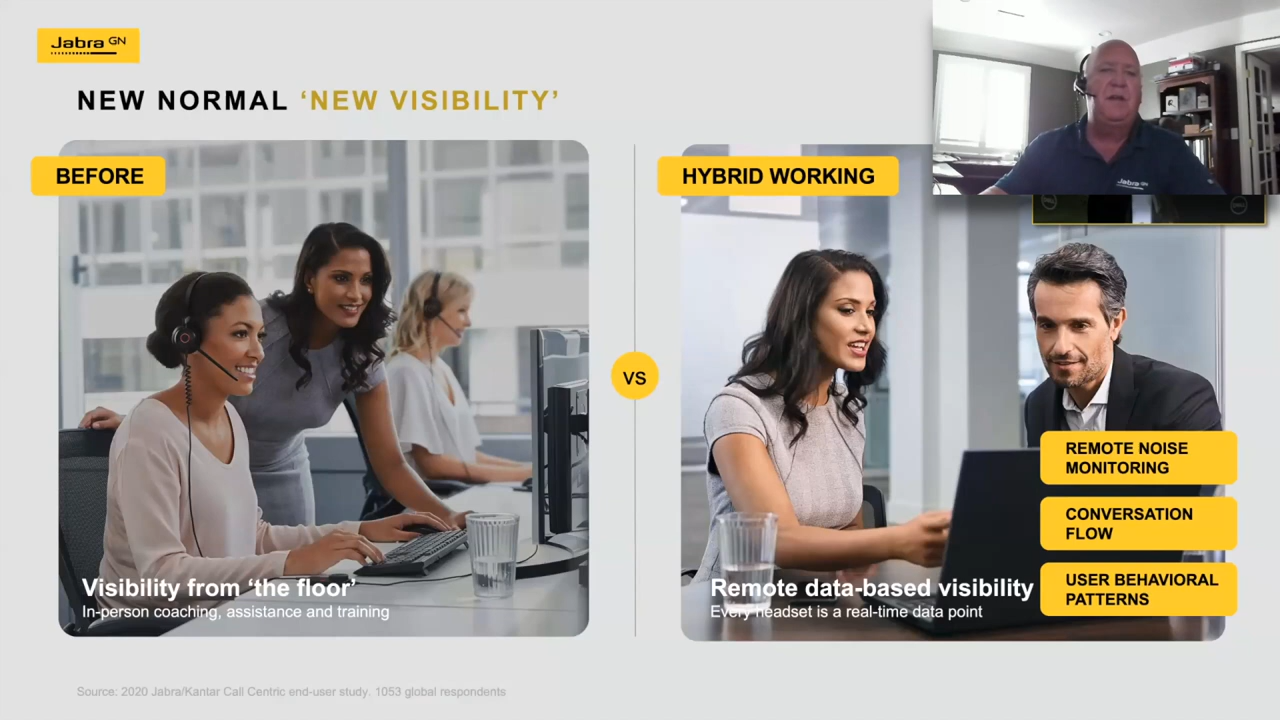 Jabra GN
NEW NORMAL ‘NEW VISIBILITY’
BEFORE
HYBRID WORKING
Jabra GN
VS
REMOTE NOISE
MONITORING
CONVERSATION
FLOW
USER BEHAVIORAL
PATTERNS
Visibility from ‘the floor’
In-person coaching, assistance and training
Remote data-based visibility
Every headset is a real-time data point
Source: 2020 Jabra/Kantar Call Centric end-user study. 1053 global respondents